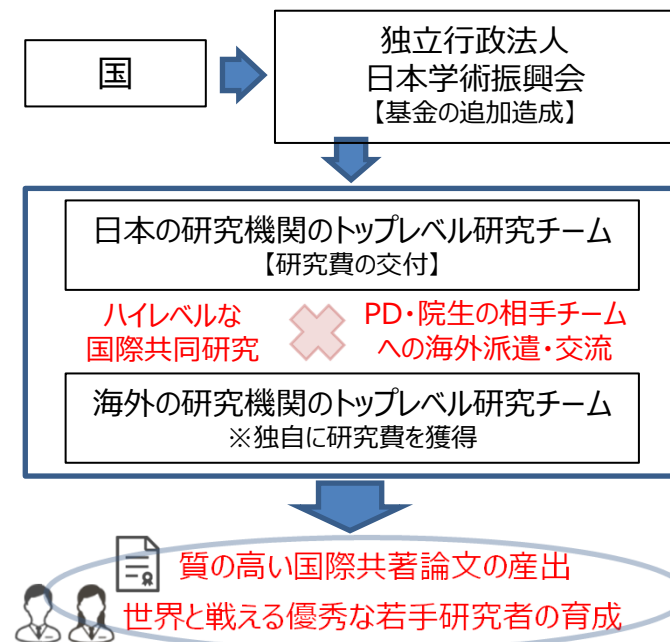 国
独立行政法人
日本学術振興会
【基金の追加造成】
日本の研究機関のトップレベル研究チーム
【研究費の交付】
ハイレベルな
国際共同研究
PD・院生の相手チーム
への海外派遣・交流
海外の研究機関のトップレベル研究チーム
※独自に研究費を獲得
質の高い国際共著論文の産出
世界と戦える優秀な若手研究者の育成